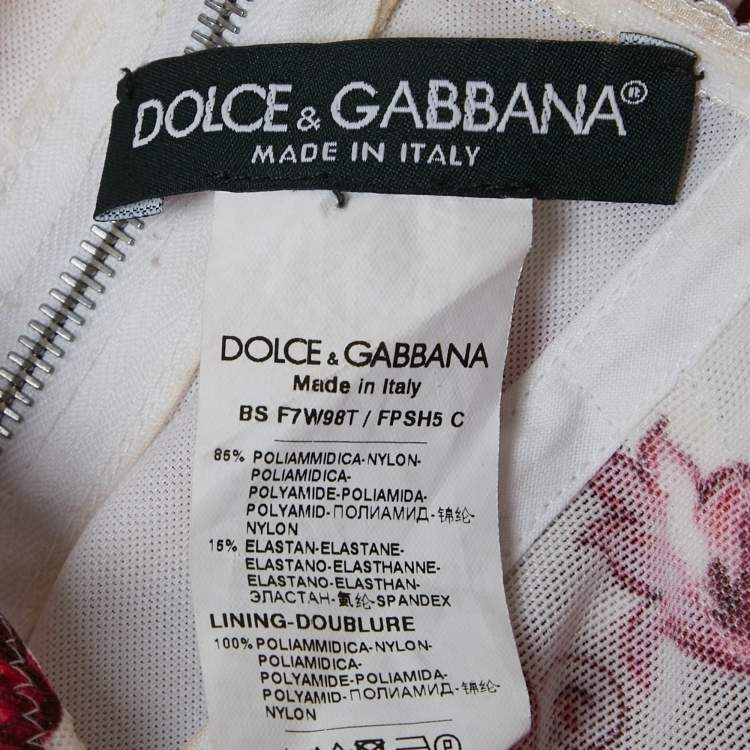 DOLCE & GABBANA®
MADE IN ITALY
DOLCE & GABBANA
Made in Italy
BS F7W98T / FPSH5 C
85% POLIAMMIDICA-NYLON-
POLIAMIDICA-
POLYAMIDE-POLIAMIDA-
POLYAMID-ПОЛИАМИД-锦纶-
NYLON
15% ELASTAN-ELASTANE-
ELASTANO-ELASTHANNE-
ELASTANO-ELASTHAN-
ЭЛАСТАН-氨纶-SPANDEX
LINING-DOUBLURE
100% POLIAMMIDICA-NYLON-
POLIAMIDICA-
POLYAMIDE-POLIAMIDA-
POLYAMID-ПОЛИАМИД-锦纶-
NYLON